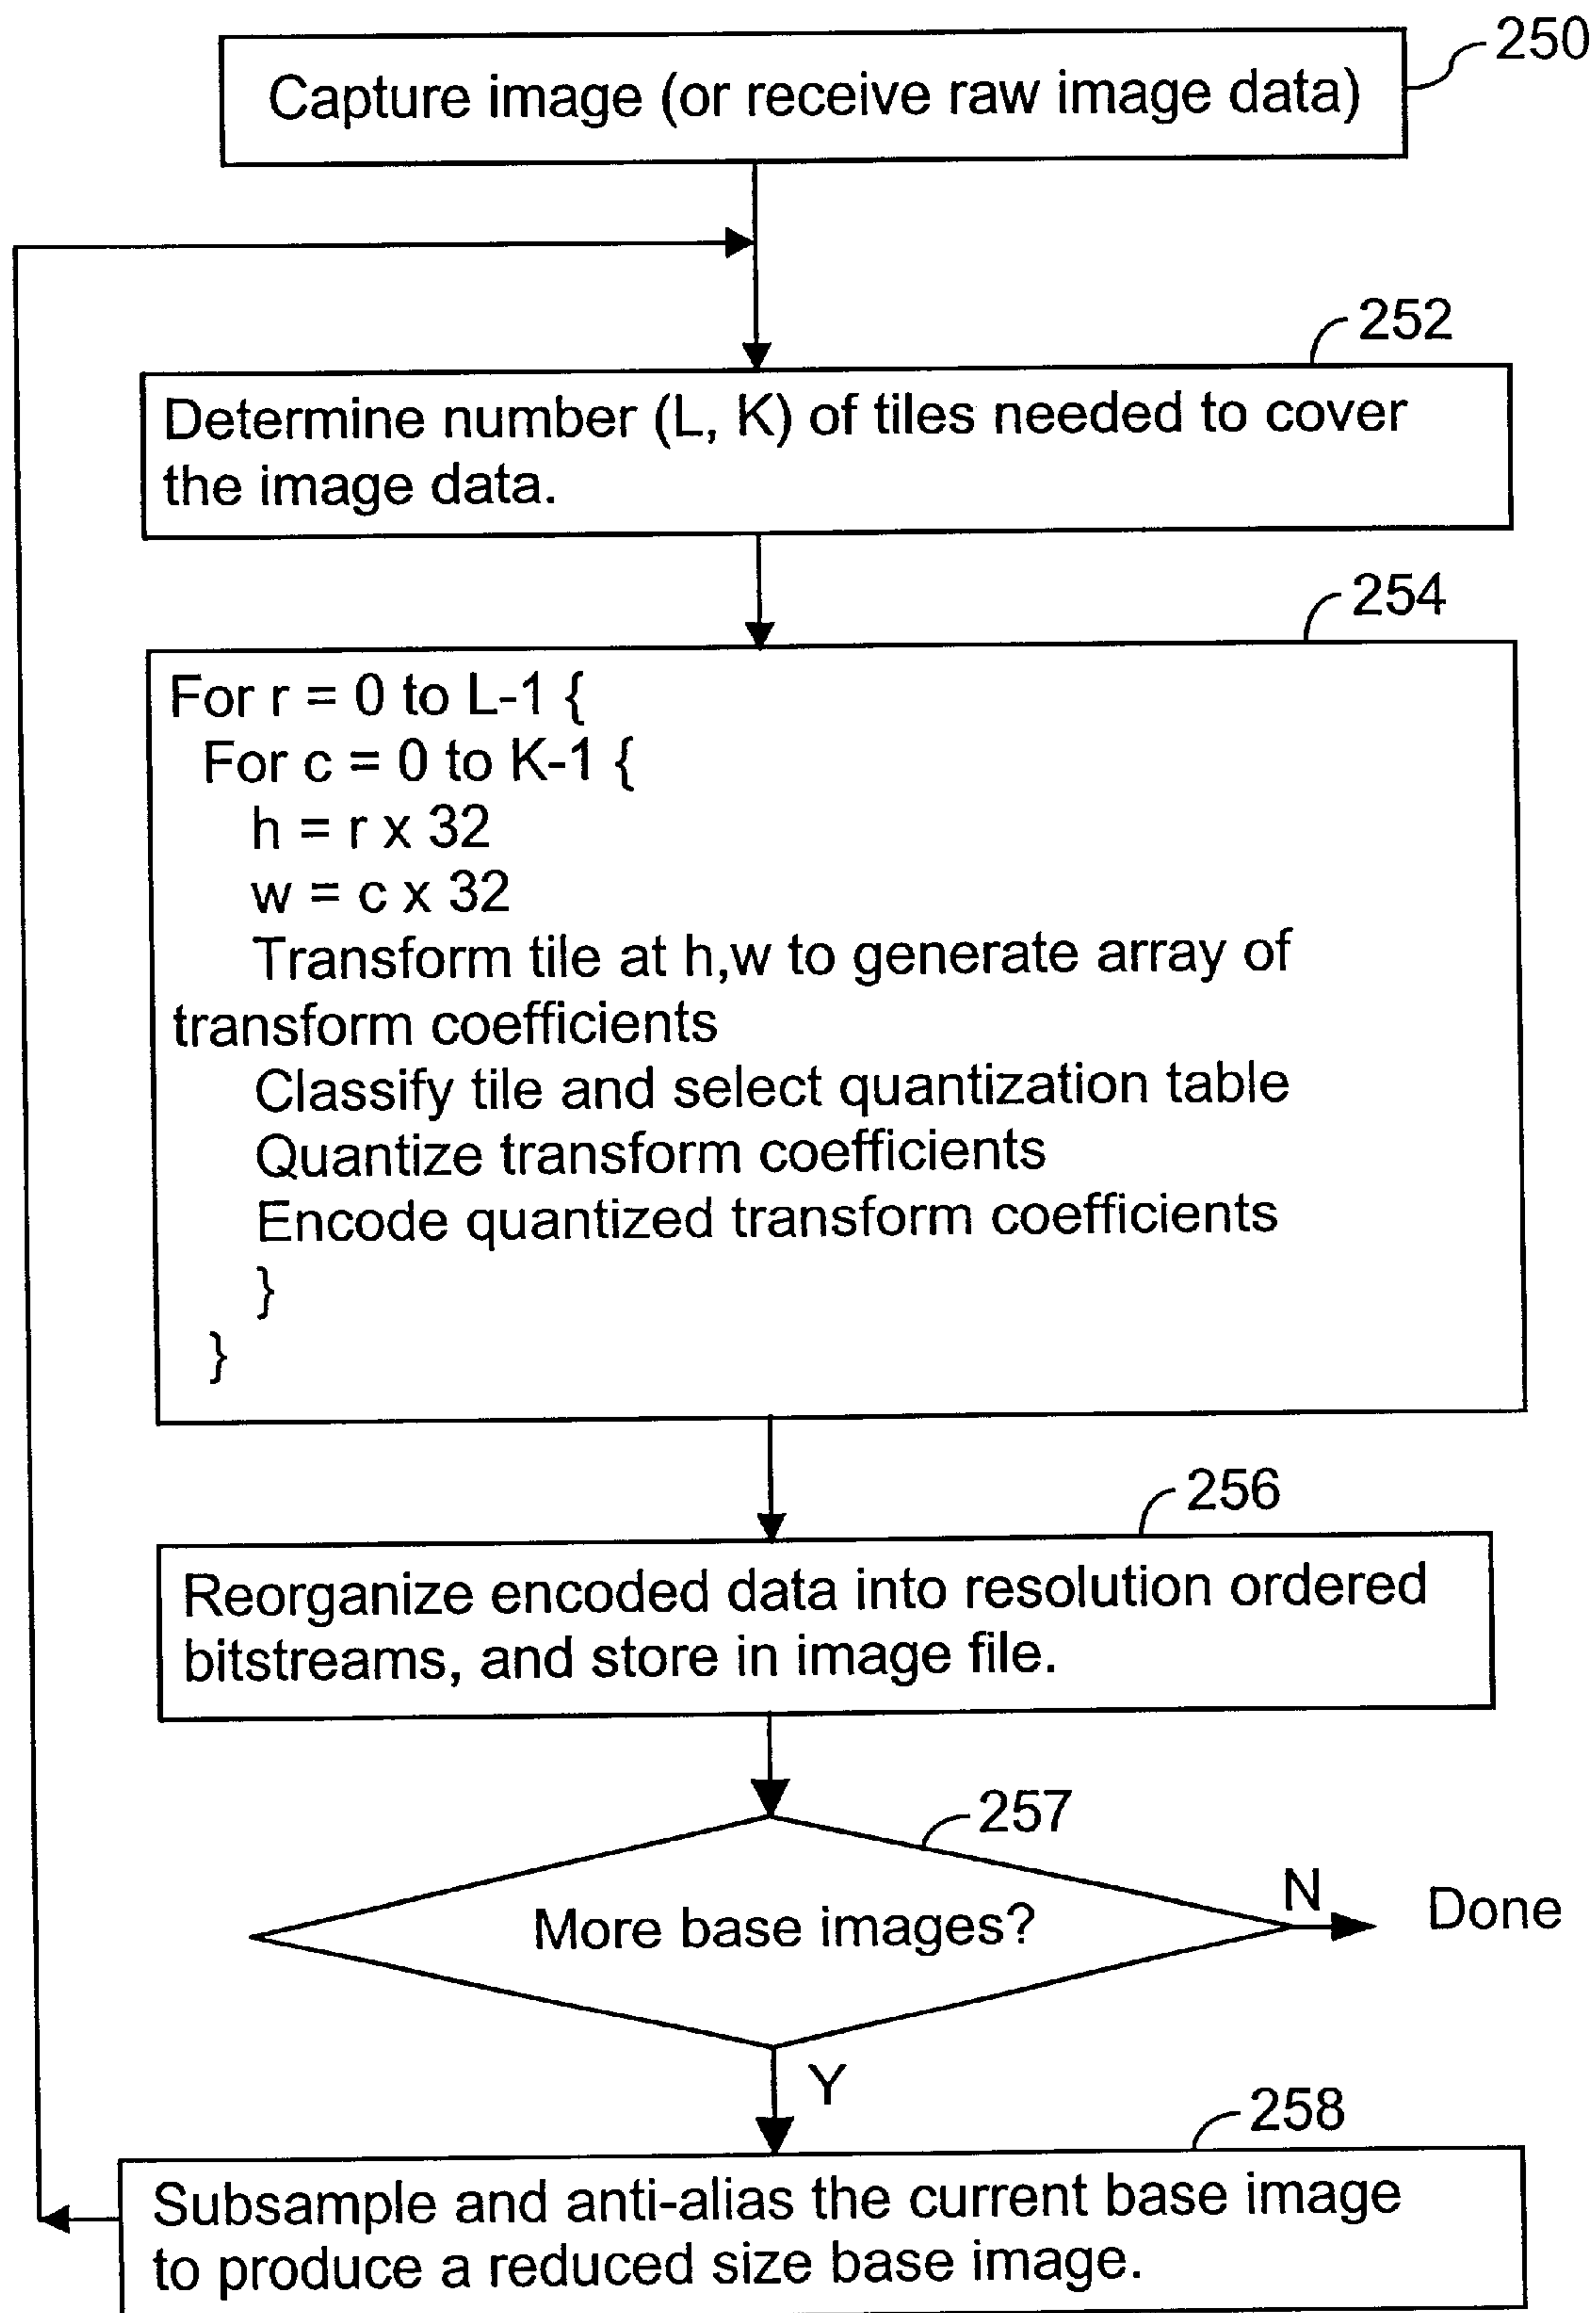 250
Capture image (or receive raw image data)
252
Determine number (L, K) of tiles needed to cover
the image data.
254
For r = 0 to L-1 {
For c = 0 to K-1 {
h = r x 32
w = c x 32
Transform tile at h,w to generate array of
transform coefficients
Classify tile and select quantization table
Quantize transform coefficients
Encode quantized transform coefficients
}
}
256
Reorganize encoded data into resolution ordered
bitstreams, and store in image file.
257
More base images?
N
Done
Y
258
Subsample and anti-alias the current base image
to produce a reduced size base image.